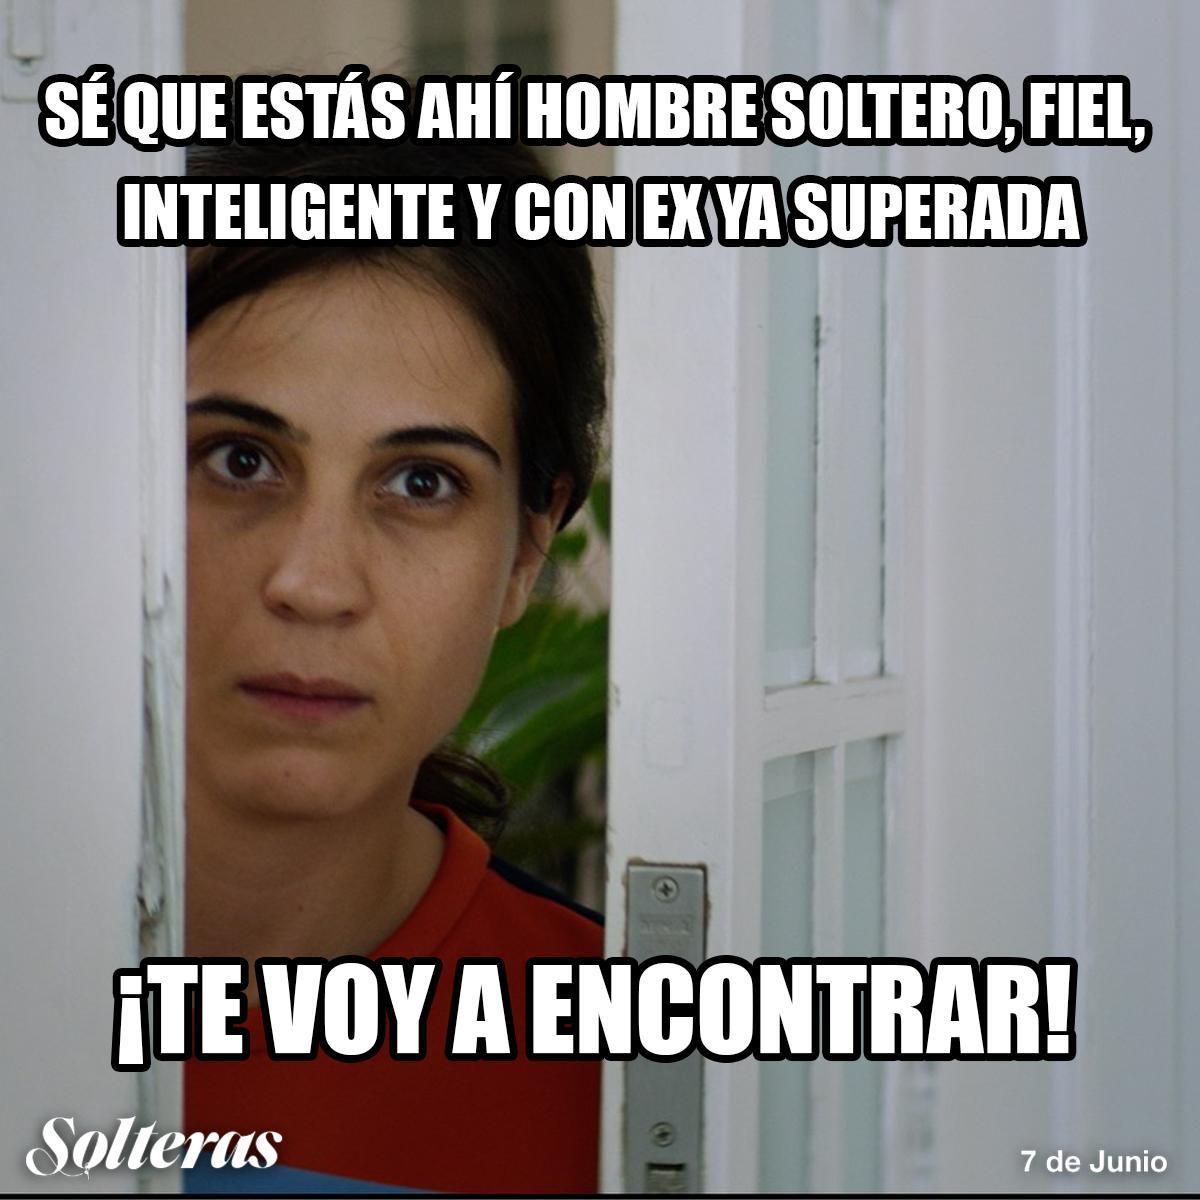 SÉ QUE ESTÁS AHÍ HOMBRE SOLTERO, FIEL,
INTELIGENTE Y CON EX YA SUPERADA
¡TE VOY A ENCONTRAR!
Solteras
7 de Junio